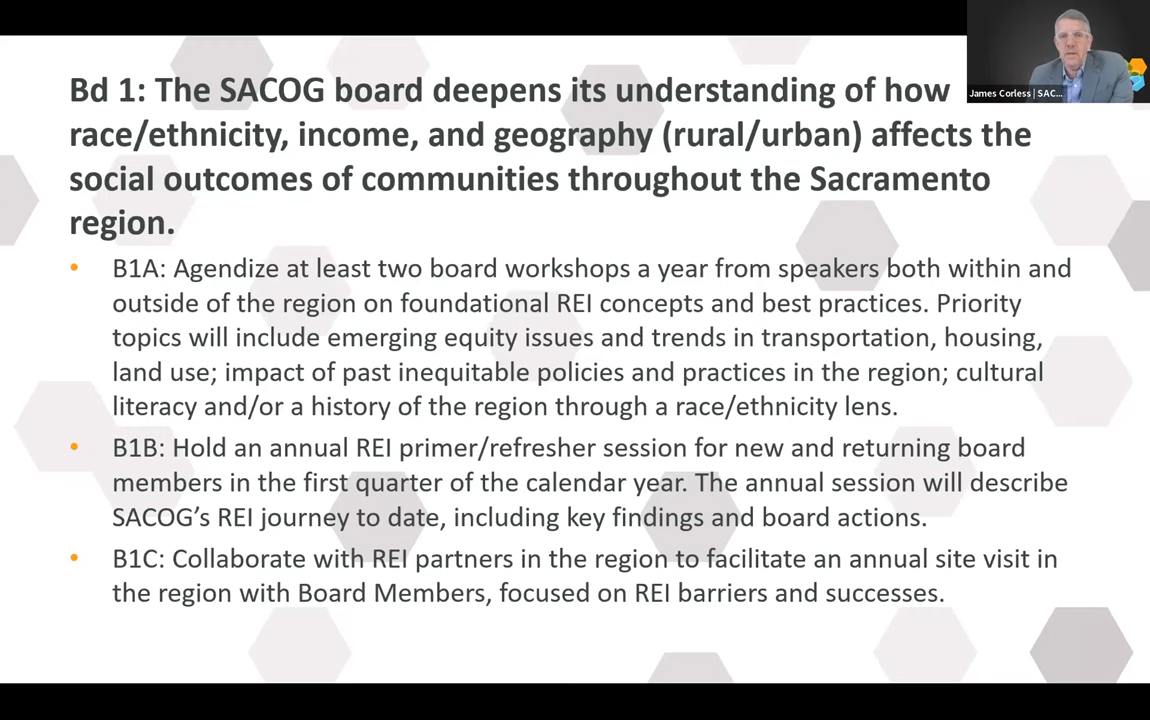 Bd 1: The SACOG board deepens its understanding of how
race/ethnicity, income, and geography (rural/urban) affects the
social outcomes of communities throughout the Sacramento
region.
James Corless | SAC...
• B1A: Agendize at least two board workshops a year from speakers both within and
outside of the region on foundational REI concepts and best practices. Priority
topics will include emerging equity issues and trends in transportation, housing,
land use; impact of past inequitable policies and practices in the region; cultural
literacy and/or a history of the region through a race/ethnicity lens.
• B1B: Hold an annual REI primer/refresher session for new and returning board
members in the first quarter of the calendar year. The annual session will describe
SACOG’s REI journey to date, including key findings and board actions.
• B1C: Collaborate with REI partners in the region to facilitate an annual site visit in
the region with Board Members, focused on REI barriers and successes.